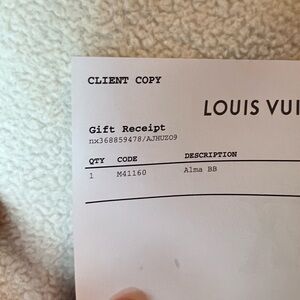 CLIENT COPY
LOUIS VUI
Gift Receipt
nx368859478/AJHUZO9
QTY CODE DESCRIPTION
1 M41160 Alma BB